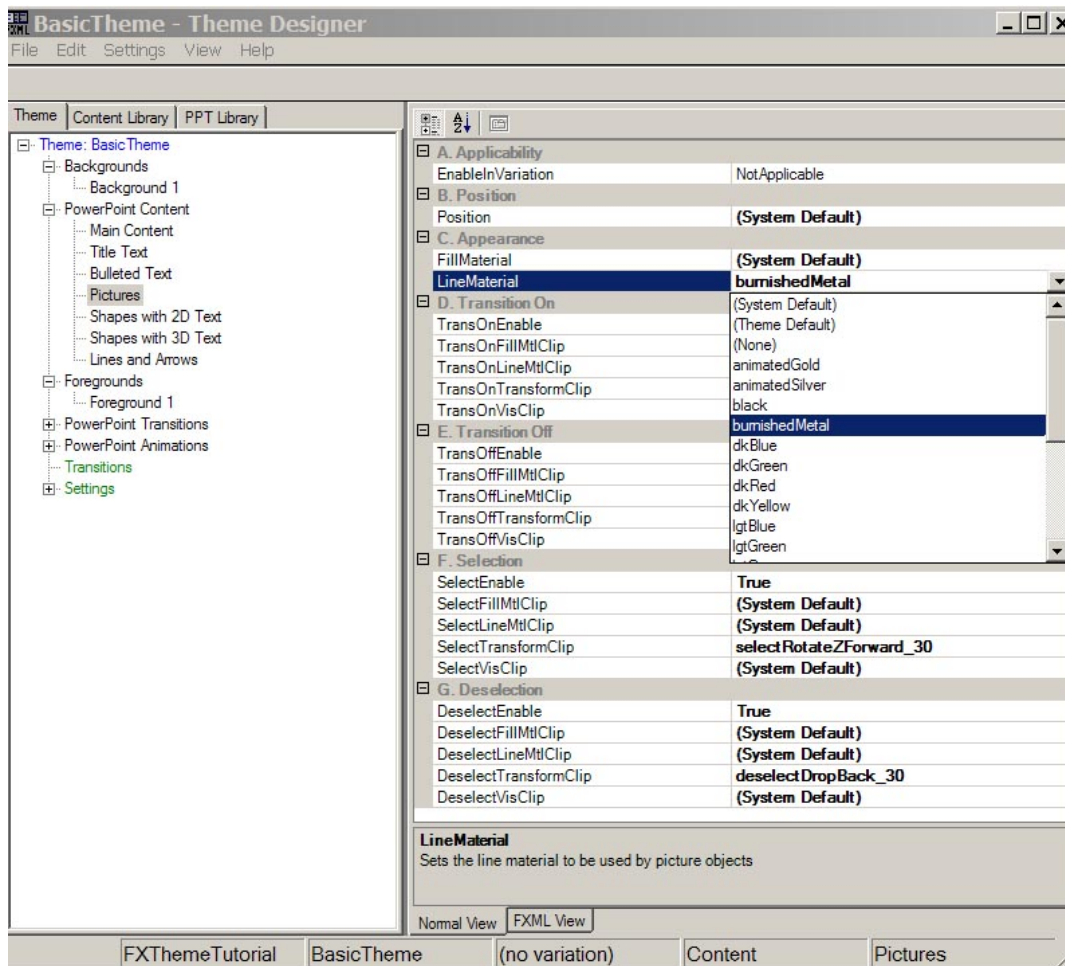 BasicTheme - Theme Designer
File Edit Settings View Help
Theme Content Library PPT Library
Theme: BasicTheme
Backgrounds
Background 1
PowerPoint Content
Main Content
Title Text
Bulleted Text
Pictures
Shapes with 2D Text
Shapes with 3D Text
Lines and Arrows
Foregrounds
Foreground 1
PowerPoint Transitions
PowerPoint Animations
Transitions
Settings
A. Applicability
EnableInVariation NotApplicable
B. Position
Position (System Default)
C. Appearance
FillMaterial (System Default)
LineMaterial burnishedMetal
(System Default)
(Theme Default)
(None)
animatedGold
animatedSilver
black
burnishedMetal
dkBlue
dkGreen
dkRed
dkYellow
lgtBlue
lgtGreen
D. Transition On
TransOnEnable
TransOnFillMtlClip
TransOnLineMtlClip
TransOnTransformClip
TransOnVisClip
E. Transition Off
TransOffEnable
TransOffFillMtlClip
TransOffLineMtlClip
TransOffTransformClip
TransOffVisClip
F. Selection
SelectEnable True
SelectFillMtlClip (System Default)
SelectLineMtlClip (System Default)
SelectTransformClip selectRotateZForward_30
SelectVisClip (System Default)
G. Deselection
DeselectEnable True
DeselectFillMtlClip (System Default)
DeselectLineMtlClip (System Default)
DeselectTransformClip deselectDropBack_30
DeselectVisClip (System Default)
LineMaterial
Sets the line material to be used by picture objects
Normal View FXML View
FXThemeTutorial BasicTheme (no variation) Content Pictures